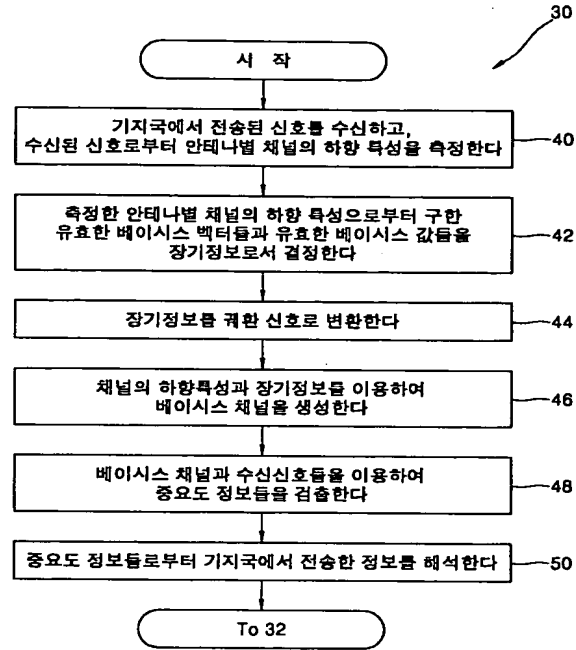 30
시 작
기지국에서 전송된 신호를 수신하고,
수신된 신호로부터 안테나별 채널의 하향 특성을 측정한다
40
측정한 안테나별 채널의 하향 특성으로부터 구한
유효한 베이시스 벡터들과 유효한 베이시스 값들을
장기정보로서 결정한다
42
장기정보를 궤환 신호로 변환한다
44
채널의 하향특성과 장기정보를 이용하여
베이시스 채널을 생성한다
46
베이시스 채널과 수신신호들을 이용하여
중요도 정보들을 검출한다
48
중요도 정보들로부터 기지국에서 전송한 정보를 해석한다
50
To 32